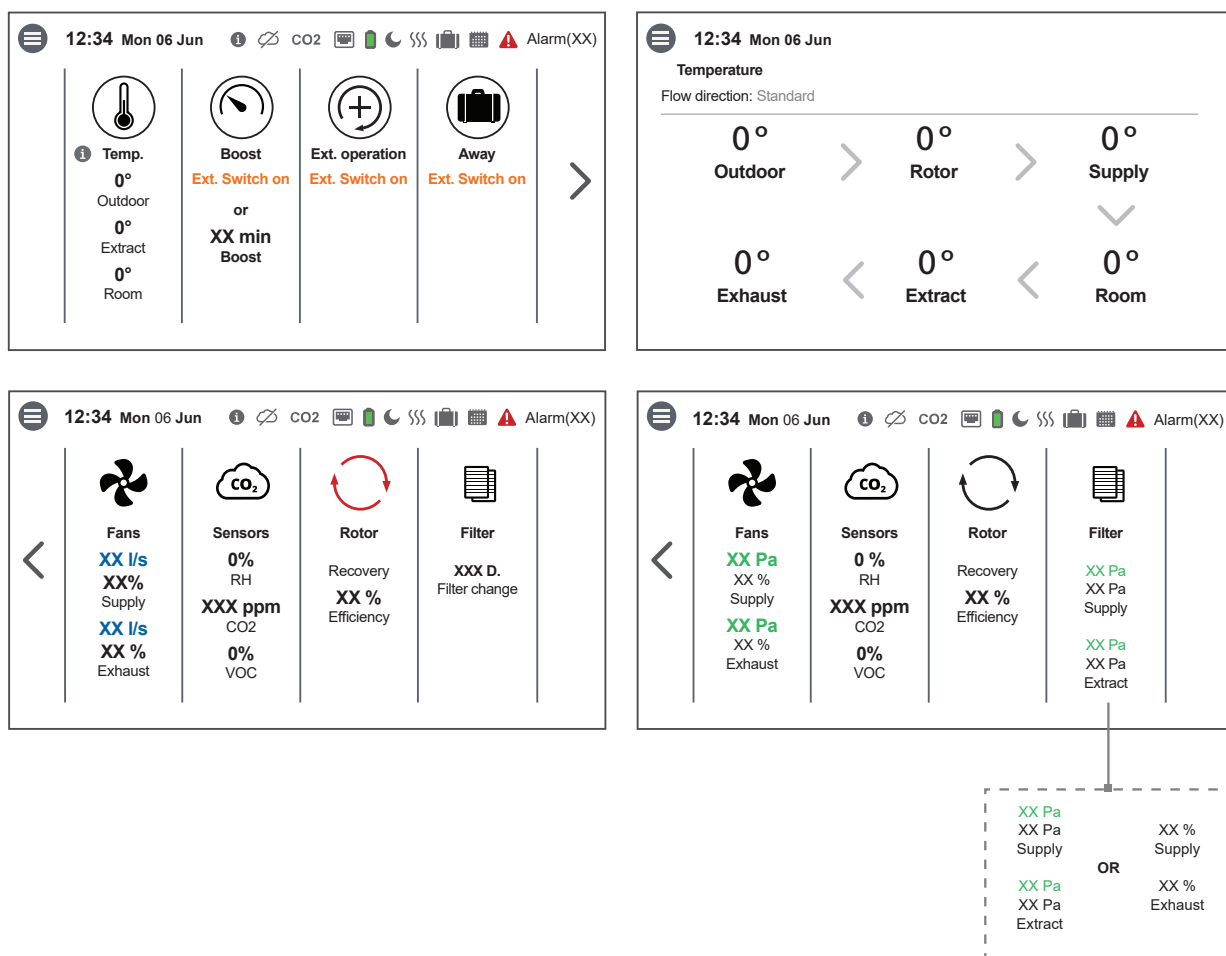 12:34 Mon 06 Jun CO2 Alarm(XX)
Temp.
0°
Outdoor
0°
Extract
0°
Room
Boost
Ext. Switch on
or
XX min
Boost
Ext. operation
Ext. Switch on
Away
Ext. Switch on
12:34 Mon 06 Jun
Temperature
Flow direction: Standard
0° 0° 0°
Outdoor Rotor Supply
0° 0° 0°
Exhaust Extract Room
12:34 Mon 06 Jun CO2 Alarm(XX)
Fans
XX l/s
XX%
Supply
XX l/s
XX %
Exhaust
CO₂
Sensors
0%
RH
XXX ppm
CO2
0%
VOC
Rotor
Recovery
XX %
Efficiency
Filter
XXX D.
Filter change
12:34 Mon 06 Jun CO2 Alarm(XX)
Fans
XX Pa
XX %
Supply
XX Pa
XX %
Exhaust
CO₂
Sensors
0 %
RH
XXX ppm
CO2
0%
VOC
Rotor
Recovery
XX %
Efficiency
Filter
XX Pa
XX Pa
Supply
XX Pa
XX Pa
Extract
XX Pa
XX Pa
Supply
XX Pa
XX Pa
Extract
OR
XX %
Supply
XX %
Exhaust